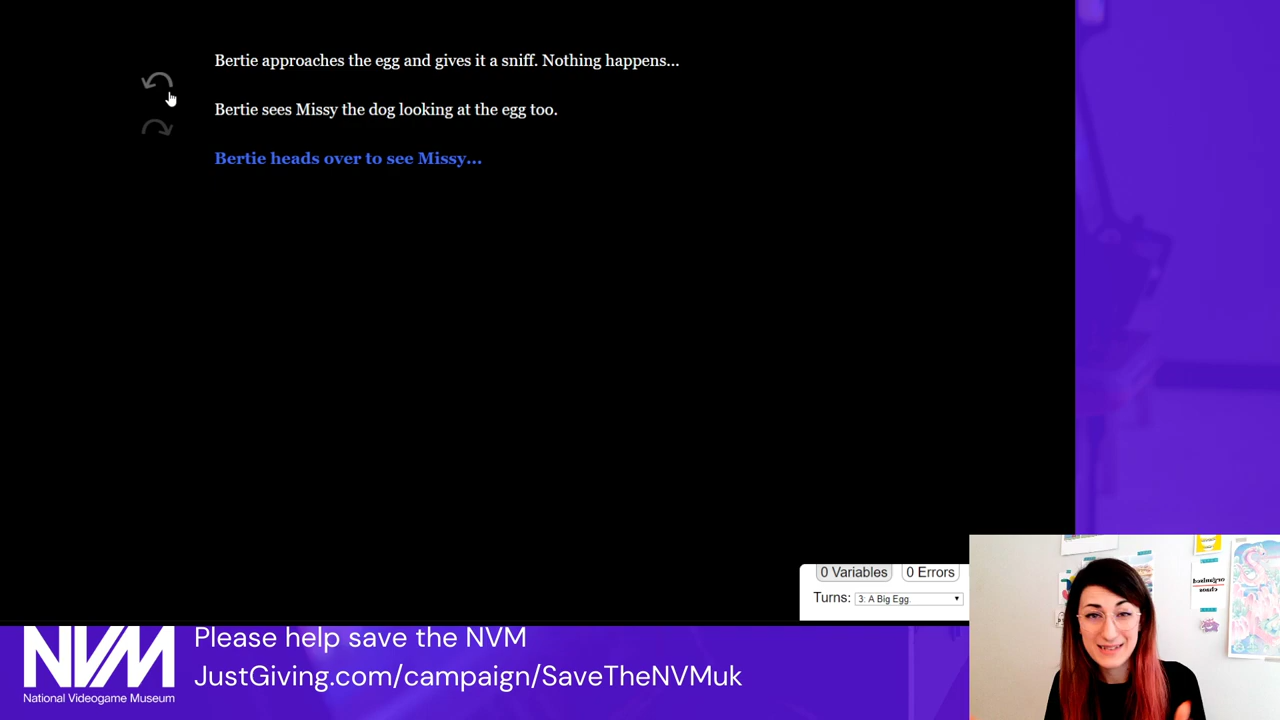 Bertie approaches the egg and gives it a sniff. Nothing happens...
Bertie sees Missy the dog looking at the egg too.
Bertie heads over to see Missy...
0 Variables
0 Errors
Turns: 3: A Big Egg.
NVM
National Videogame Museum
Please help save the NVM
JustGiving.com/campaign/SaveTheNVMuk